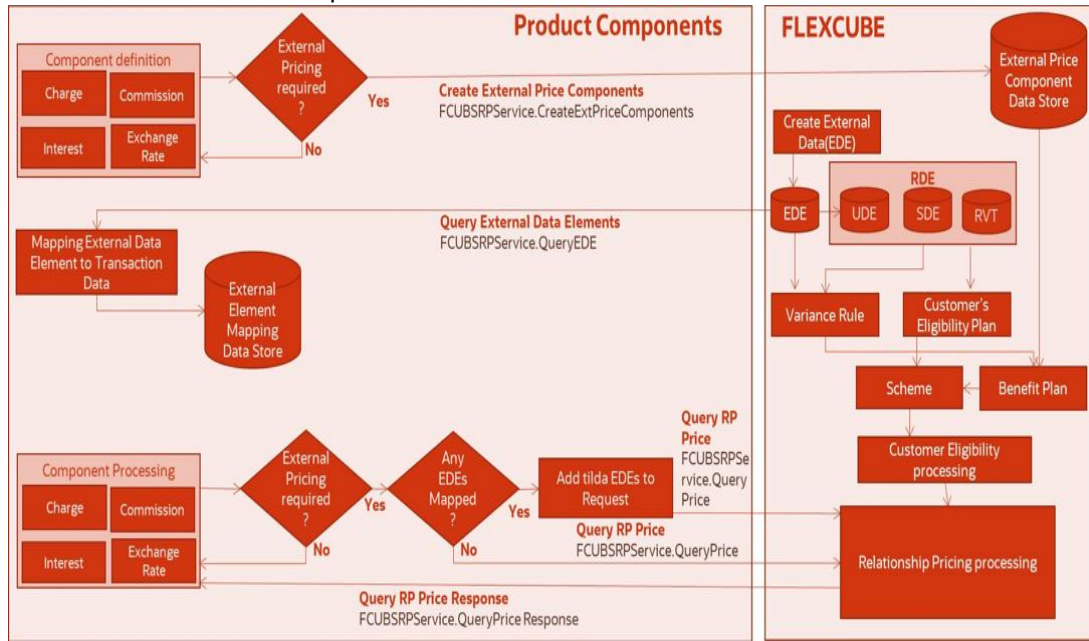 Product Components
Component definition
Charge
Commission
Interest
Exchange
Rate
External
Pricing
required
?
Yes
No
Create External Price Components
FCUBSRPService.CreateExtPriceComponents
Query External Data Elements
FCUBSRPService.QueryEDE
Mapping External Data
Element to Transaction
Data
External
Element
Mapping
Data Store
Component Processing
Charge
Commission
Interest
Exchange
Rate
External
Pricing
required
?
Yes
No
Any
EDEs
Mapped
?
Yes
No
Add tilda EDEs to
Request
Query RP
Price
FCUBSRPSe
rvice.Query
Price
Query RP Price
FCUBSRPService.QueryPrice
Query RP Price Response
FCUBSRPService.QueryPrice Response
FLEXCUBE
External Price
Component
Data Store
Create External
Data(EDE)
RDE
EDE
UDE
SDE
RVT
Variance Rule
Customer's
Eligibility Plan
Scheme
Benefit Plan
Customer Eligibility
processing
Relationship Pricing processing